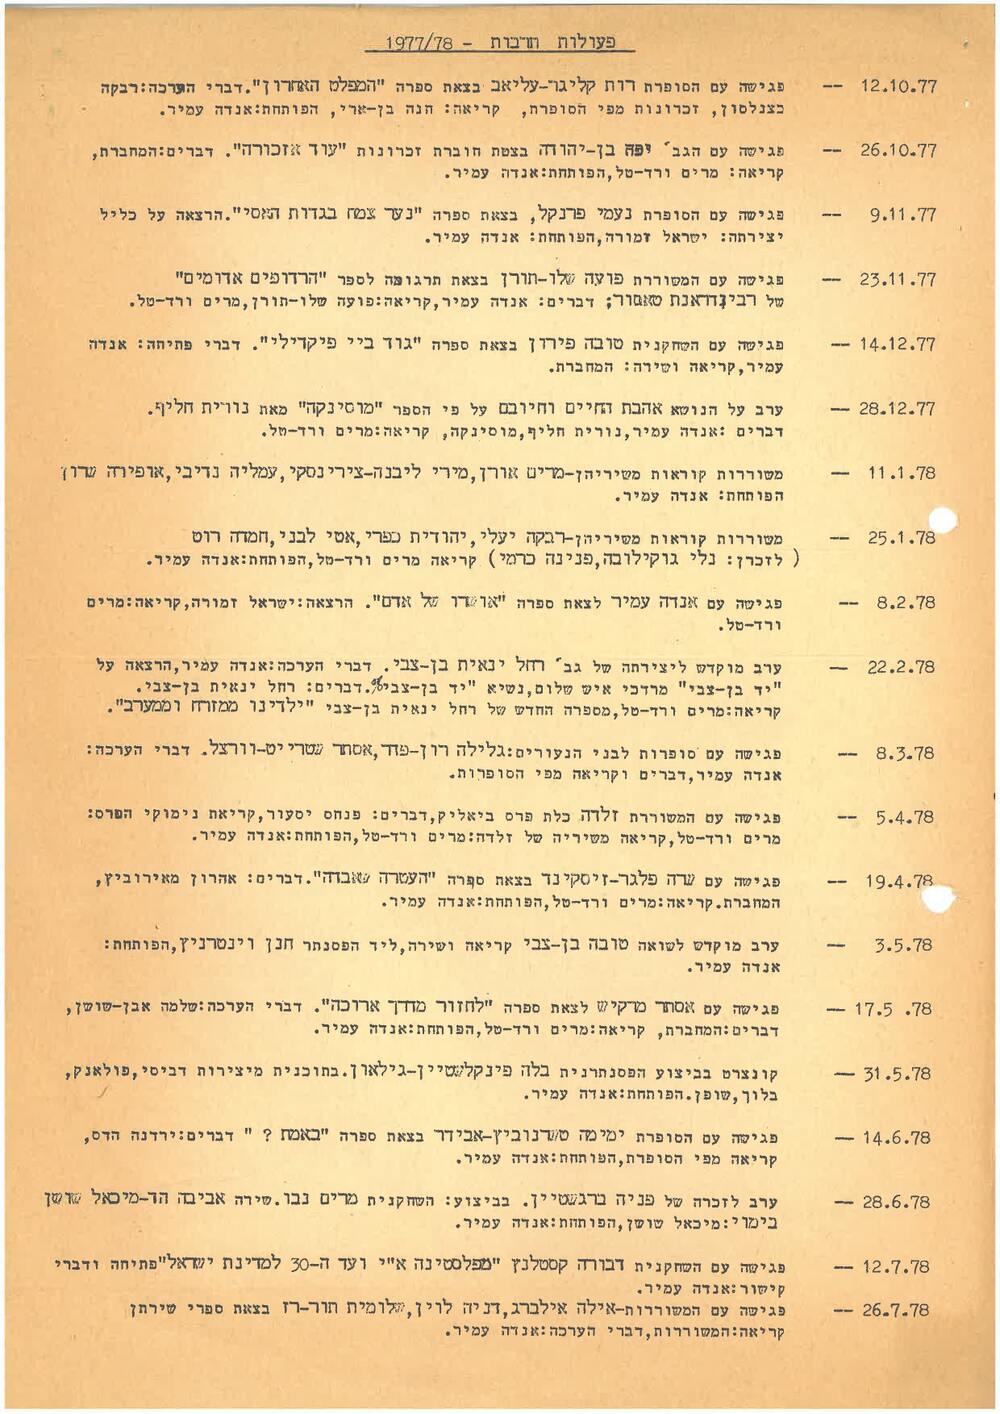 פעולות תרבות - 1977/78
12.10.77 -- פגישה עם הסופרת רות קליגר-עליאב בצאת ספרה "המפלט האחרון".דברי הערכה:רבקה
כצנלסון, זכרונות מפי הסופרת, קריאה: חנה בן-ארי, הפותחת:אנדה עמיר.
26.10.77 -- פגישה עם הגב' יפה בן-יהודה בצאת חוברת זכרונות "עוד אזכורה". דברים:המחברת,
קריאה: מרים ורד-טל,הפותחת:אנדה עמיר.
9.11.77 -- פגישה עם הסופרת נעמי פרנקל, בצאת ספרה "נער צמח בגדות האסי".הרצאה על כליל
יצירתה: ישראל זמורה,הפותחת: אנדה עמיר.
23.11.77 -- פגישה עם המשוררת פועה שלו-תורן בצאת תרגומה לספר "הרדופים אדומים"
של רבינדראנת טאגור; דברים: אנדה עמיר,קריאה:פועה שלו-תורן,מרים ורד-טל.
14.12.77 -- פגישה עם השחקנית טובה פירון בצאת ספרה "גוד ביי פיקדילי". דברי פתיחה: אנדה
עמיר,קריאה ושירה: המחברת.
28.12.77 -- ערב על הנושא אהבת החיים וחיובם על פי הספר "מוסינקה" מאת נורית חליף.
דברים :אנדה עמיר,נורית חליף,מוסינקה, קריאה:מרים ורד-טל.
11.1.78 -- משוררות קוראות משיריהן-מרים אורן,מירי ליבנה-צירינסקי,עמליה נדיבי,אופירה שרון
הפותחת: אנדה עמיר.
25.1.78 -- משוררות קוראות משיריהן-רבקה יעלי,יהודית כפרי,אסי לבני,חמדה רוט
( לזכרן: נלי גוקילובה,פנינה כרמי) קריאה מרים ורד-טל,הפותחת:אנדה עמיר.
8.2.78 -- פגישה עם אנדה עמיר לצאת ספרה "אושרו של אדם". הרצאה:ישראל זמורה,קריאה:מרים
ורד-טל.
22.2.78 -- ערב מוקדש ליצירתה של גב' רחל ינאית בן-צבי. דברי הערכה:אנדה עמיר,הרצאה על
"יד בן-צבי" מרדכי איש שלום,נשיא "יד בן-צבי".דברים: רחל ינאית בן-צבי.
קריאה:מרים ורד-טל,מספרה החדש של רחל ינאית בן-צבי "ילדינו ממזרח וממערב".
8.3.78 -- פגישה עם סופרות לבני הנעורים:גלילה רון-פדר,אסתר שטרייט-וורצל. דברי הערכה:
אנדה עמיר,דברים וקריאה מפי הסופרות.
5.4.78 -- פגישה עם המשוררת זלדה כלת פרס ביאליק,דברים: פנחס יסעור,קריאת נימוקי הפרס:
מרים ורד-טל,קריאה משיריה של זלדה:מרים ורד-טל,הפותחת:אנדה עמיר.
19.4.78 -- פגישה עם שרה פלגר-זיסקינד בצאת ספרה "העטרה שאבדה".דברים: אהרון מאירוביץ,
המחברת.קריאה:מרים ורד-טל,הפותחת:אנדה עמיר.
3.5.78 -- ערב מוקדש לשואה טובה בן-צבי קריאה ושירה,ליד הפסנתר חנן וינטרניץ,הפותחת:
אנדה עמיר.
17.5 .78 -- פגישה עם אסתר מרקיש לצאת ספרה "לחזור מדרך ארוכה". דברי הערכה:שלמה אבן-שושן,
דברים:המחברת, קריאה:מרים ורד-טל,הפותחת:אנדה עמיר.
31.5.78 -- קונצרט בביצוע הפסנתרנית בלה פינקלשטיין-גילאון.בתוכנית מיצירות דביסי,פולאנק,
בלוך,שופן.הפותחת:אנדה עמיר.
14.6.78 -- פגישה עם הסופרת ימימה טשרנוביץ-אבידר בצאת ספרה "באמת ? " דברים:ירדנה הדס,
קריאה מפי הסופרת,הפותחת:אנדה עמיר.
28.6.78 -- ערב לזכרה של פניה ברגשטיין. בביצוע: השחקנית מרים נבו.שירה אביבה הד-מיכאל שושן
בימוי:מיכאל שושן,הפותחת:אנדה עמיר.
12.7.78 -- פגישה עם השחקנית דבורה קסטלנץ "מפלסטינה א"י ועד ה-30 למדינת ישראל"פתיחה ודברי
קישור:אנדה עמיר.
26.7.78 -- פגישה עם המשוררות-אילה אילברג,דניה לוין,שלומית תור-רז בצאת ספרי שירתן
קריאה:המשוררות,דברי הערכה:אנדה עמיר.